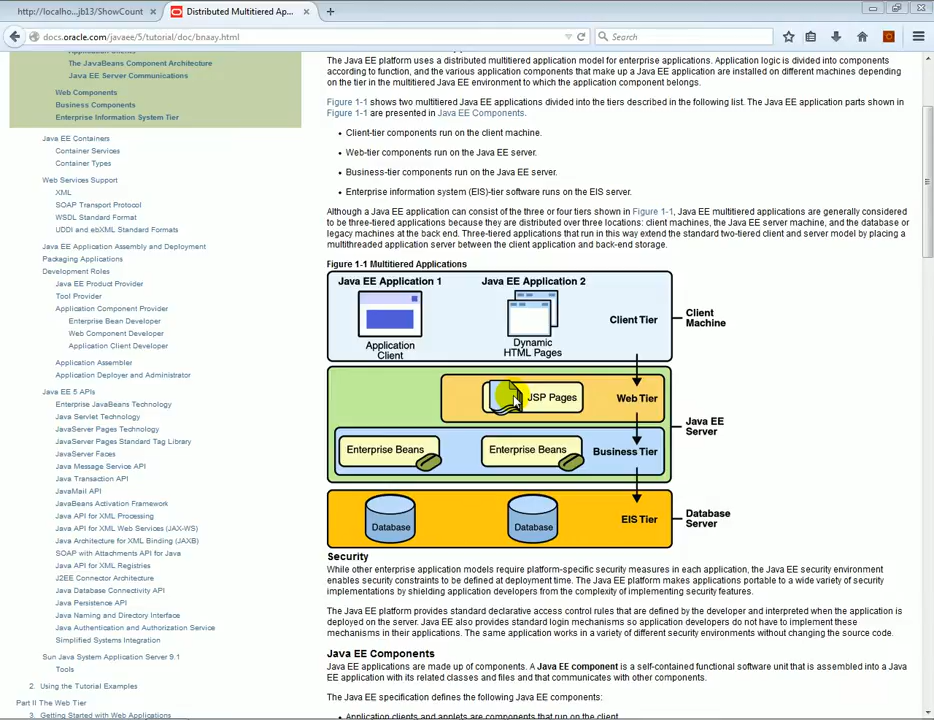 http://localhost...jb13/ShowCount
Distributed Multitiered Ap...
docs.oracle.com/javaee/5/tutorial/doc/bnaay.html
Search
The JavaBeans Component Architecture
Java EE Server Communications
Web Components
Business Components
Enterprise Information System Tier
Java EE Containers
Container Services
Container Types
Web Services Support
XML
SOAP Transport Protocol
WSDL Standard Format
UDDI and ebXML Standard Formats
Java EE Application Assembly and Deployment
Packaging Applications
Development Roles
Java EE Product Provider
Tool Provider
Application Component Provider
Enterprise Bean Developer
Web Component Developer
Application Client Developer
Application Assembler
Application Deployer and Administrator
Java EE 5 APIs
Enterprise JavaBeans Technology
Java Servlet Technology
JavaServer Pages Technology
JavaServer Pages Standard Tag Library
JavaServer Faces
Java Message Service API
Java Transaction API
JavaMail API
JavaBeans Activation Framework
Java API for XML Processing
Java API for XML Web Services (JAX-WS)
Java Architecture for XML Binding (JAXB)
SOAP with Attachments API for Java
Java API for XML Registries
J2EE Connector Architecture
Java Database Connectivity API
Java Persistence API
Java Naming and Directory Interface
Java Authentication and Authorization Service
Simplified Systems Integration
Sun Java System Application Server 9.1
Tools
2. Using the Tutorial Examples
Part II The Web Tier
3. Getting Started with Web Applications
The Java EE platform uses a distributed multitiered application model for enterprise applications. Application logic is divided into components
according to function, and the various application components that make up a Java EE application are installed on different machines depending
on the tier in the multitiered Java EE environment to which the application component belongs.
Figure 1-1 shows two multitiered Java EE applications divided into the tiers described in the following list. The Java EE application parts shown in
Figure 1-1 are presented in Java EE Components.
• Client-tier components run on the client machine.
• Web-tier components run on the Java EE server.
• Business-tier components run on the Java EE server.
• Enterprise information system (EIS)-tier software runs on the EIS server.
Although a Java EE application can consist of the three or four tiers shown in Figure 1-1, Java EE multitiered applications are generally considered
to be three-tiered applications because they are distributed over three locations: client machines, the Java EE server machine, and the database or
legacy machines at the back end. Three-tiered applications that run in this way extend the standard two-tiered client and server model by placing a
multithreaded application server between the client application and back-end storage.
Figure 1-1 Multitiered Applications
Java EE Application 1
Java EE Application 2
Application
Client
Dynamic
HTML Pages
Client Tier
Client
Machine
JSP Pages
Web Tier
Java EE
Server
Enterprise Beans
Enterprise Beans
Business Tier
Database
Database
EIS Tier
Database
Server
Security
While other enterprise application models require platform-specific security measures in each application, the Java EE security environment
enables security constraints to be defined at deployment time. The Java EE platform makes applications portable to a wide variety of security
implementations by shielding application developers from the complexity of implementing security features.
The Java EE platform provides standard declarative access control rules that are defined by the developer and interpreted when the application is
deployed on the server. Java EE also provides standard login mechanisms so application developers do not have to implement these
mechanisms in their applications. The same application works in a variety of different security environments without changing the source code.
Java EE Components
Java EE applications are made up of components. A Java EE component is a self-contained functional software unit that is assembled into a Java
EE application with its related classes and files and that communicates with other components.
The Java EE specification defines the following Java EE components:
• Application clients and applets are components that run on the client.